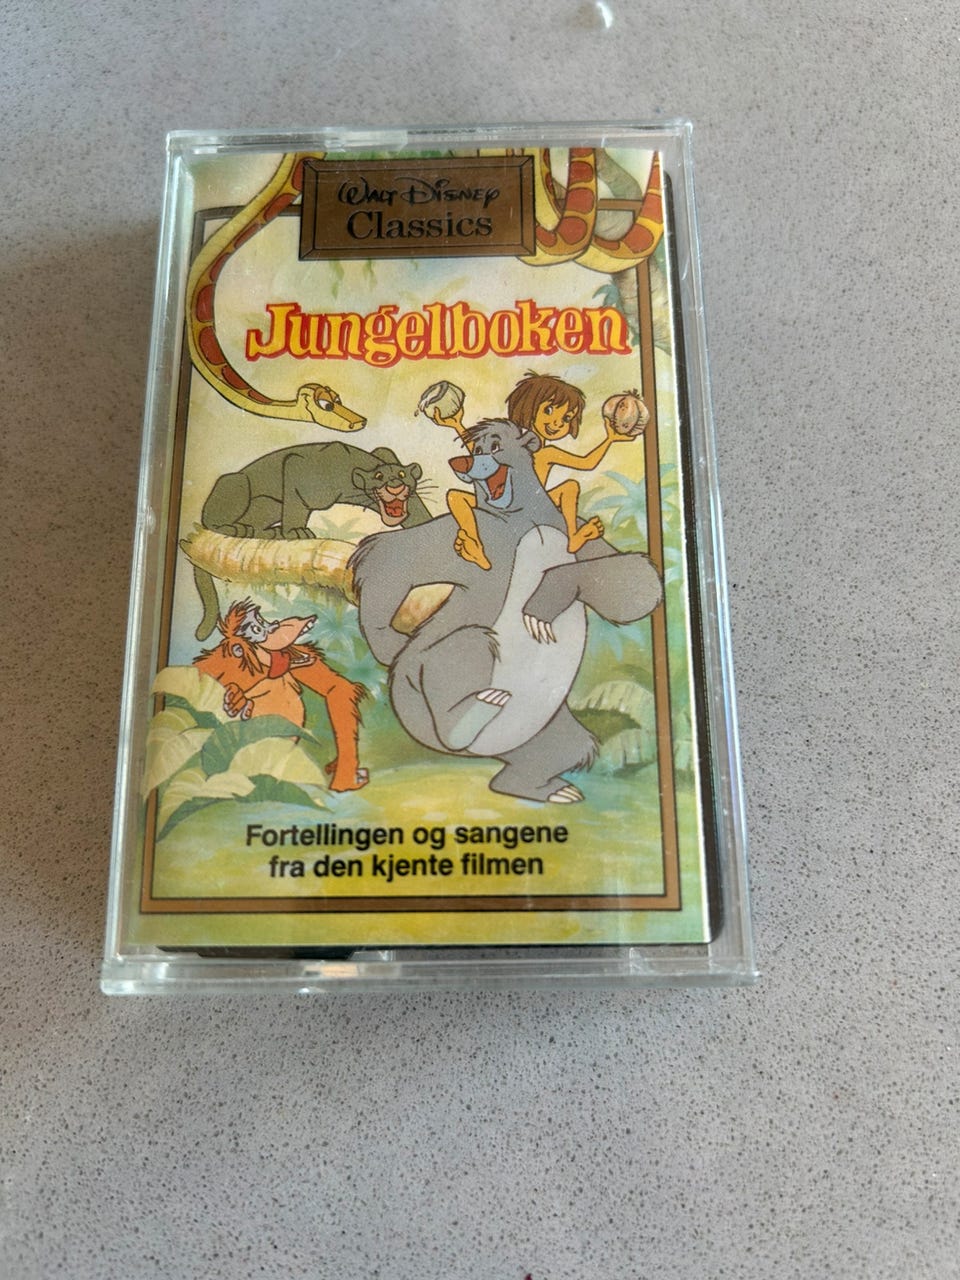 Walt Disney
Classics
Jungelboken
Fortellingen og sangene
fra den kjente filmen